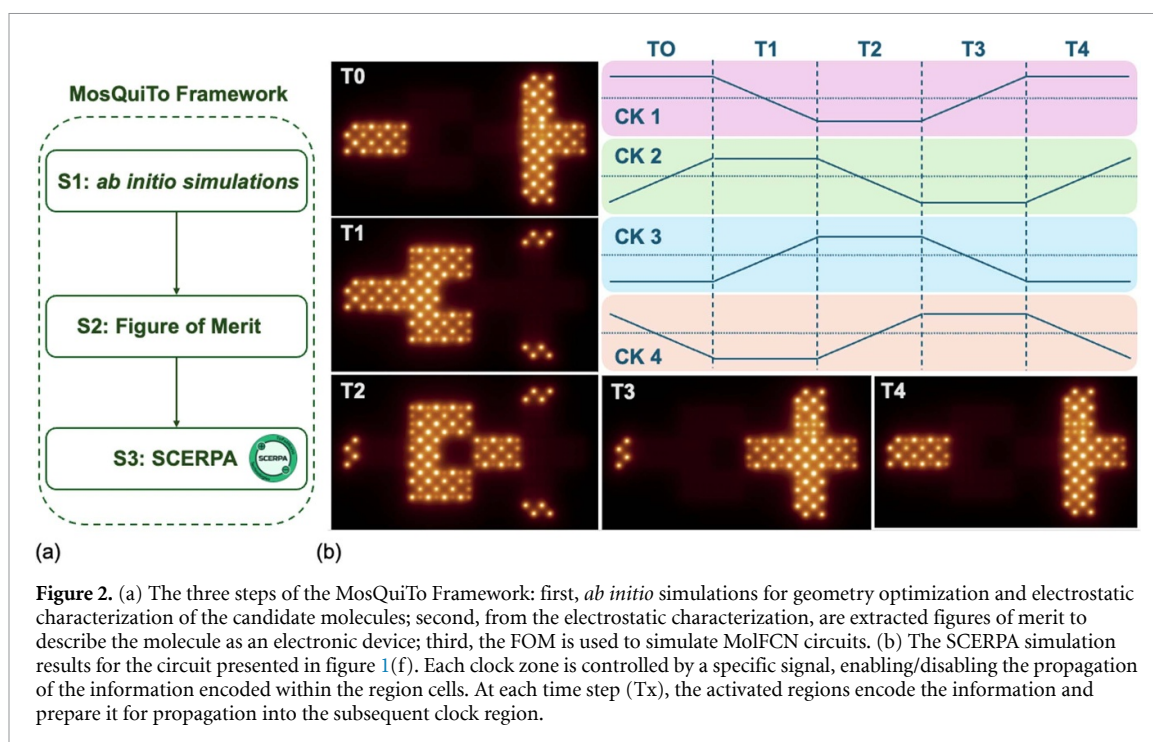 MosQuiTo Framework
S1: ab initio simulations
S2: Figure of Merit
S3: SCERPA
SCERPA
(a)
TO T1 T2 T3 T4
T0
CK 1
CK 2
T1
CK 3
CK 4
T2
T3
T4
(b)
Figure 2. (a) The three steps of the MosQuiTo Framework: first, ab initio simulations for geometry optimization and electrostatic
characterization of the candidate molecules; second, from the electrostatic characterization, are extracted figures of merit to
describe the molecule as an electronic device; third, the FOM is used to simulate MolFCN circuits. (b) The SCERPA simulation
results for the circuit presented in figure 1(f). Each clock zone is controlled by a specific signal, enabling/disabling the propagation
of the information encoded within the region cells. At each time step (Tx), the activated regions encode the information and
prepare it for propagation into the subsequent clock region.